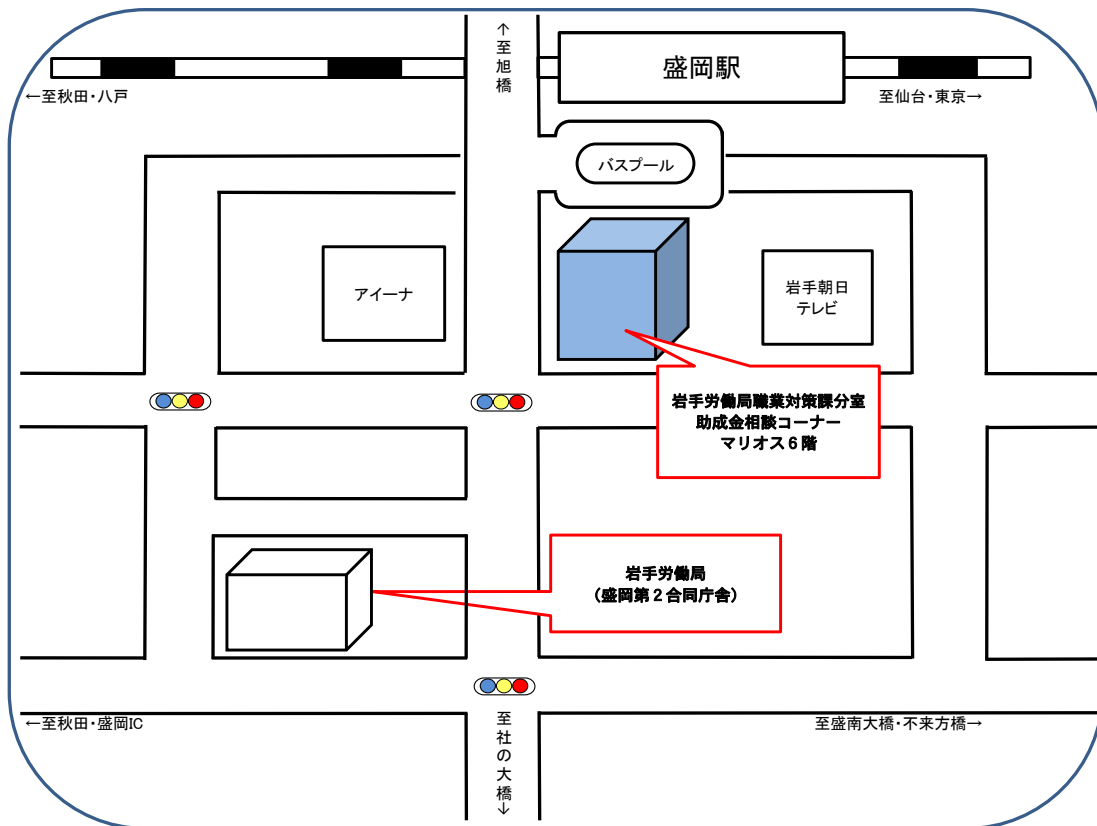 ↑至旭橋
盛岡駅
←至秋田・八戸
至仙台・東京→
バスプール
アイーナ
岩手朝日
テレビ
岩手労働局職業対策課分室
助成金相談コーナー
マリオス６階
岩手労働局
（盛岡第２合同庁舎）
←至秋田・盛岡IC
至盛南大橋・不来方橋→
至社の大橋↓